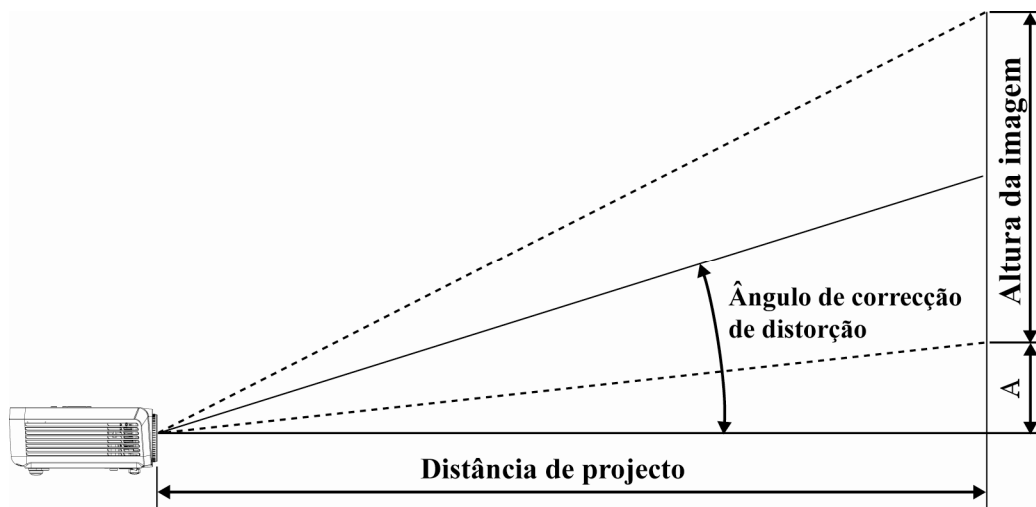 Altura da imagem
Ângulo de correcção
de distorção
A
Distância de projecto